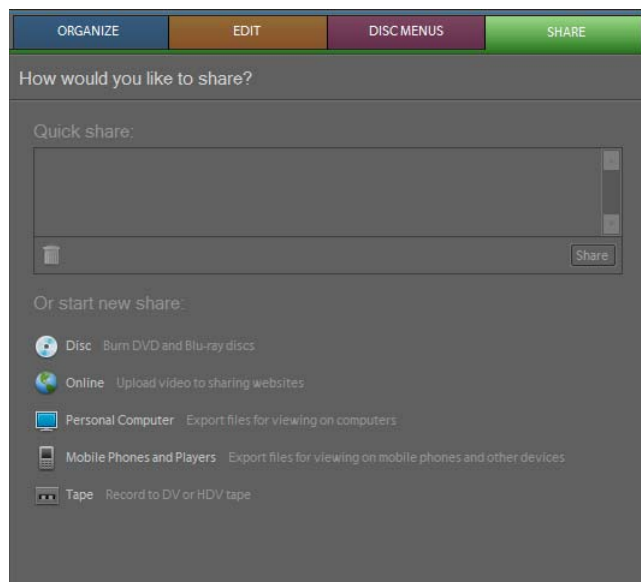 ORGANIZE EDIT DISC MENUS SHARE
How would you like to share?
Quick share:
Share
Or start new share:
Disc Burn DVD and Blu-ray discs
Online Upload video to sharing websites
Personal Computer Export files for viewing on computers
Mobile Phones and Players Export files for viewing on mobile phones and other devices
Tape Record to DV or HDV tape